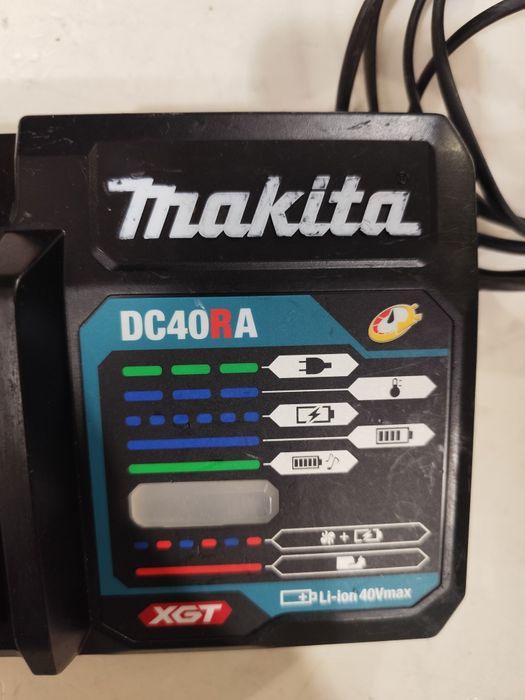 makita
DC40RA
XGT
Li-ion 40Vmax